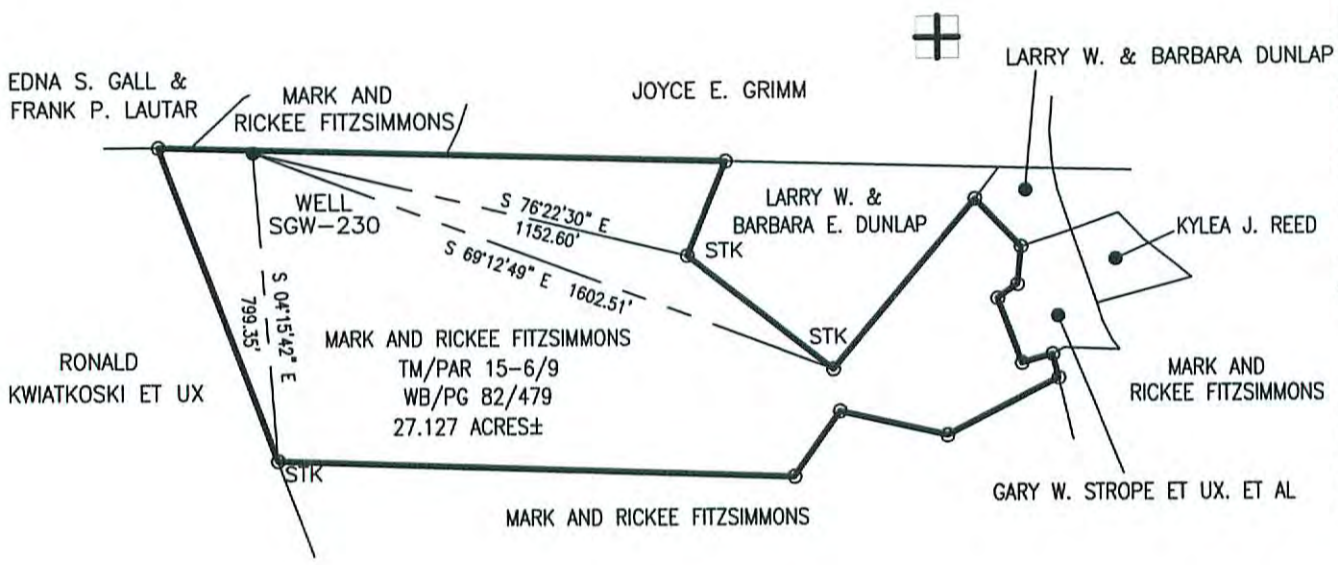 EDNA S. GALL &
FRANK P. LAUTAR
MARK AND
RICKEE FITZSIMMONS
JOYCE E. GRIMM
LARRY W. & BARBARA DUNLAP
WELL
SGW-230
S 76°22'30" E
1152.60'
S 69°12'49" E 1602.51'
LARRY W. &
BARBARA E. DUNLAP
STK
KYLEA J. REED
S 04°15'42" E
799.35'
STK
MARK AND RICKEE FITZSIMMONS
TM/PAR 15-6/9
WB/PG 82/479
27.127 ACRES±
RONALD
KWIATKOSKI ET UX
MARK AND
RICKEE FITZSIMMONS
STK
GARY W. STROPE ET UX. ET AL
MARK AND RICKEE FITZSIMMONS